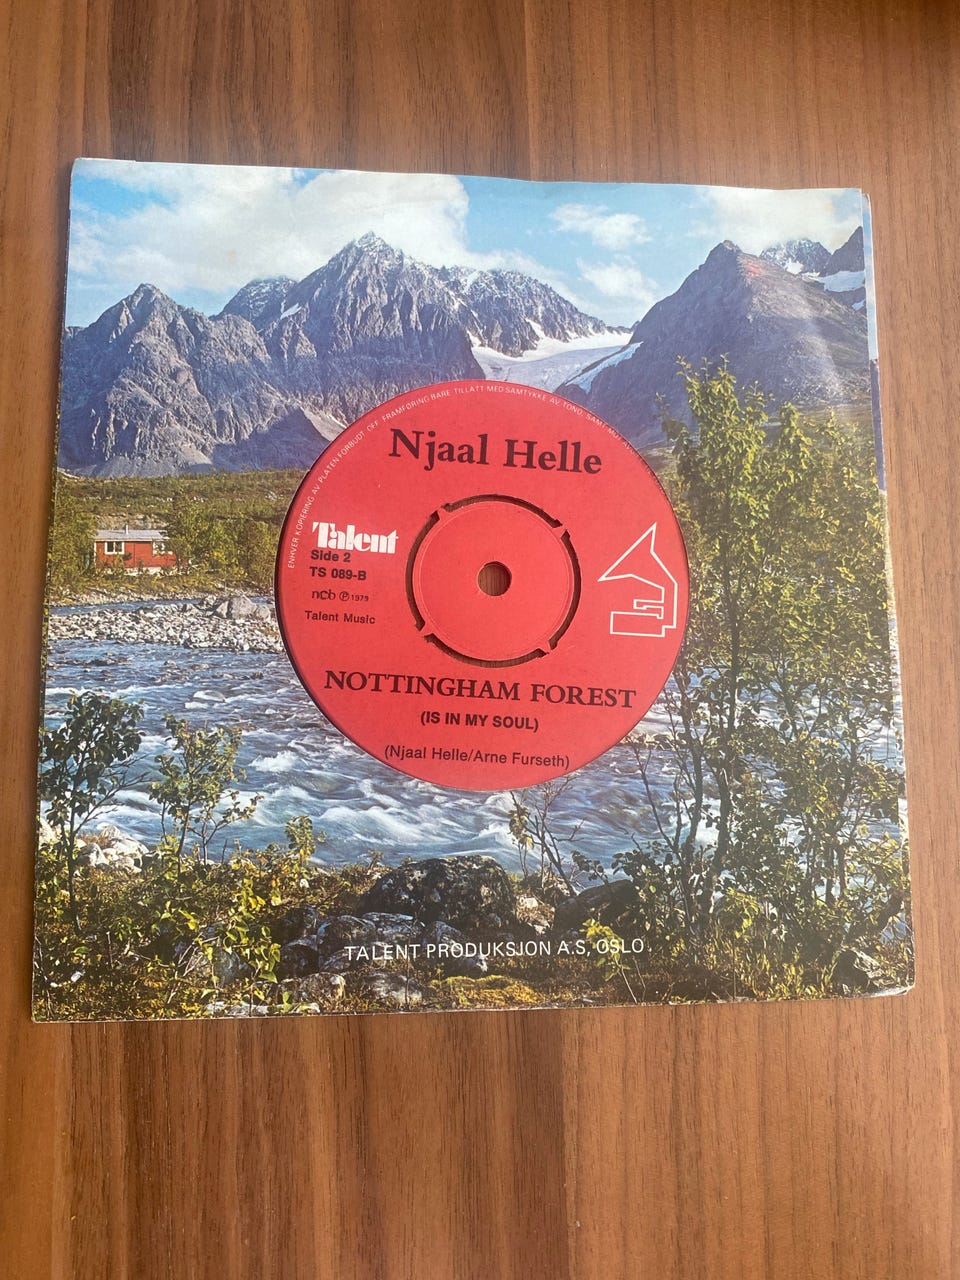 ENHVER KOPIERING AV PLATEN FORBUDT. OFF. FRAMFØRING BARE TILLATT MED SAMTYKKE AV TONO, SAMT
Njaal Helle
Talent
Side 2
TS 089-B
ncb Ⓟ 1979
Talent Music
NOTTINGHAM FOREST
(IS IN MY SOUL)
(Njaal Helle/Arne Furseth)
TALENT PRODUKSJON A.S, OSLO